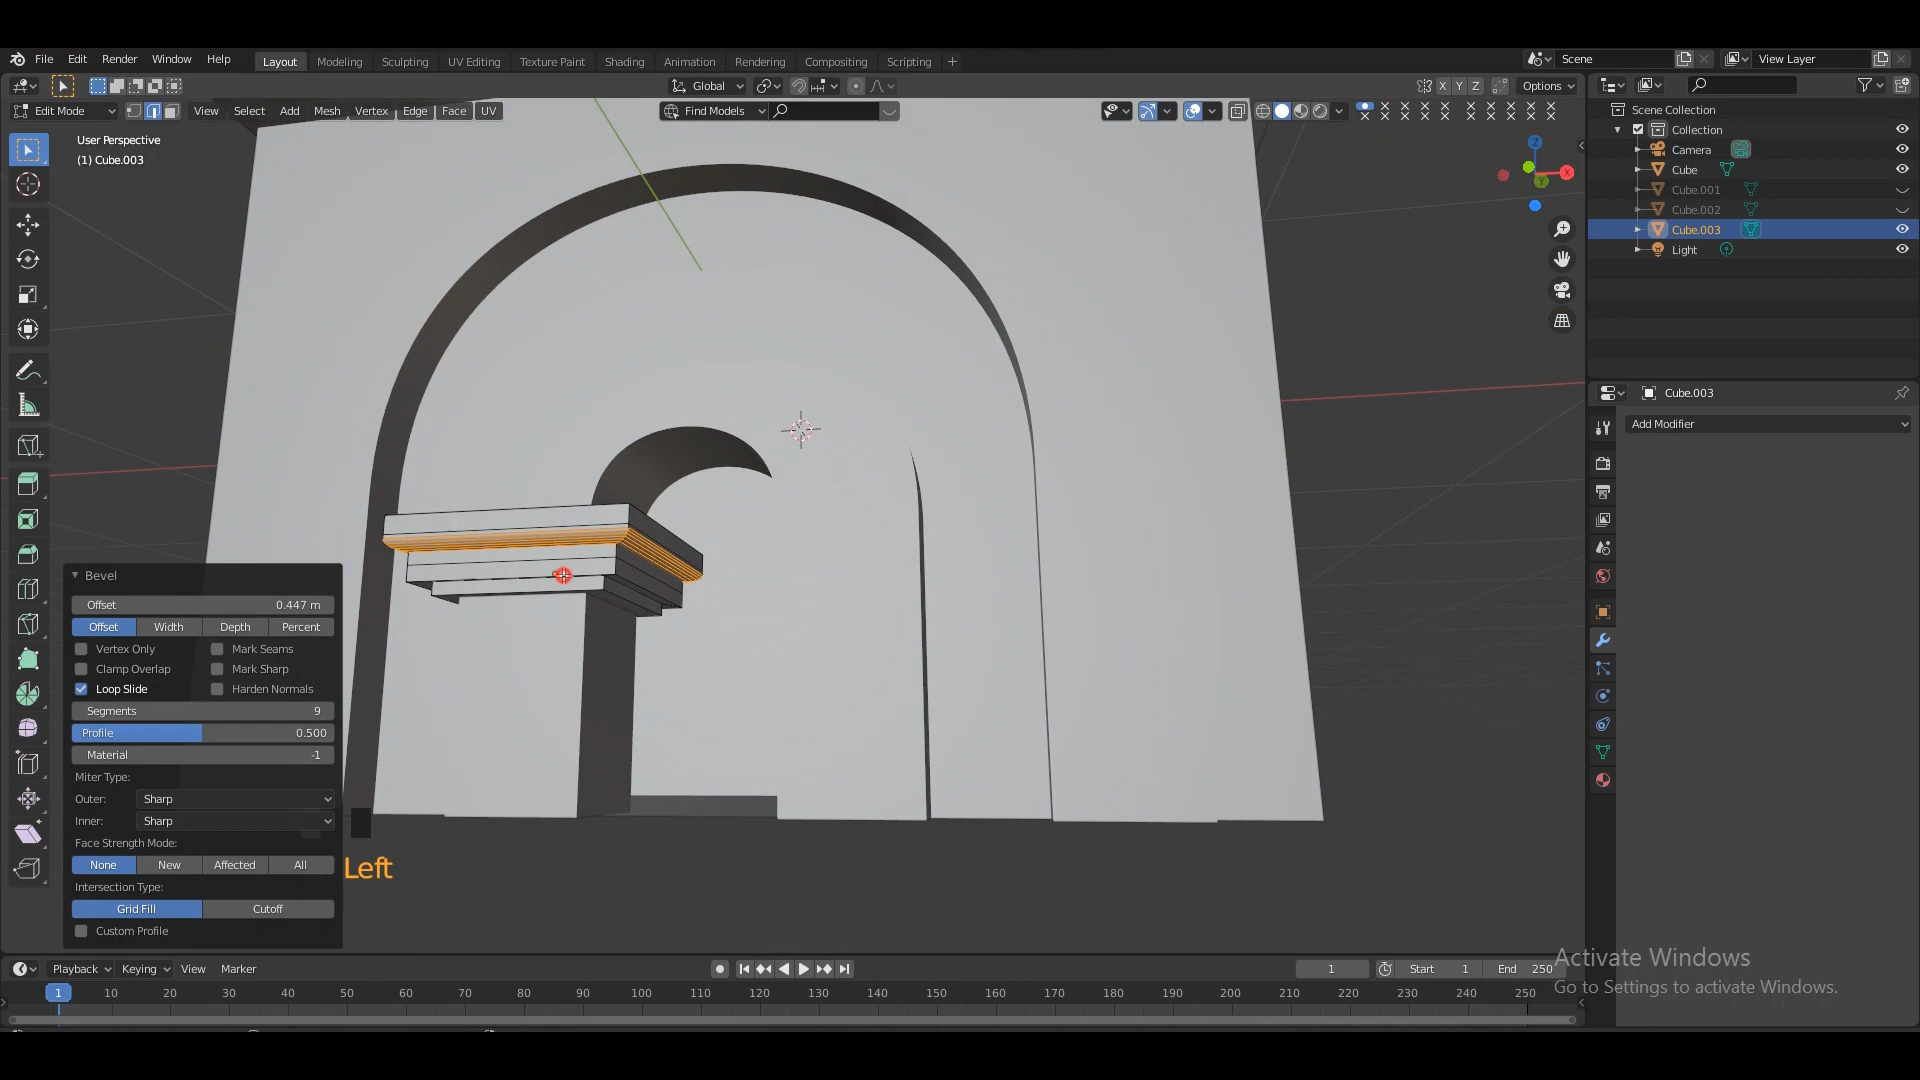 File Edit Render Window Help Layout Modeling Sculpting UV Editing Texture Paint Shading Animation Rendering Compositing Scripting + Scene View Layer
Global X Y Z Options
Edit Mode View Select Add Mesh Vertex Edge Face UV Find Models
User Perspective
(1) Cube.003
Z
X
Y
Scene Collection
Collection
Camera
Cube
Cube.001
Cube.002
Cube.003
Light
Cube.003
Add Modifier
Bevel
Offset 0.447 m
Offset Width Depth Percent
Vertex Only Mark Seams
Clamp Overlap Mark Sharp
Loop Slide Harden Normals
Segments 9
Profile 0.500
Material -1
Miter Type:
Outer: Sharp
Inner: Sharp
Face Strength Mode:
None New Affected All
Intersection Type:
Grid Fill Cutoff
Custom Profile
Left
Activate Windows
Go to Settings to activate Windows.
Playback Keying View Marker 1 Start 1 End 250
1 10 20 30 40 50 60 70 80 90 100 110 120 130 140 150 160 170 180 190 200 210 220 230 240 250